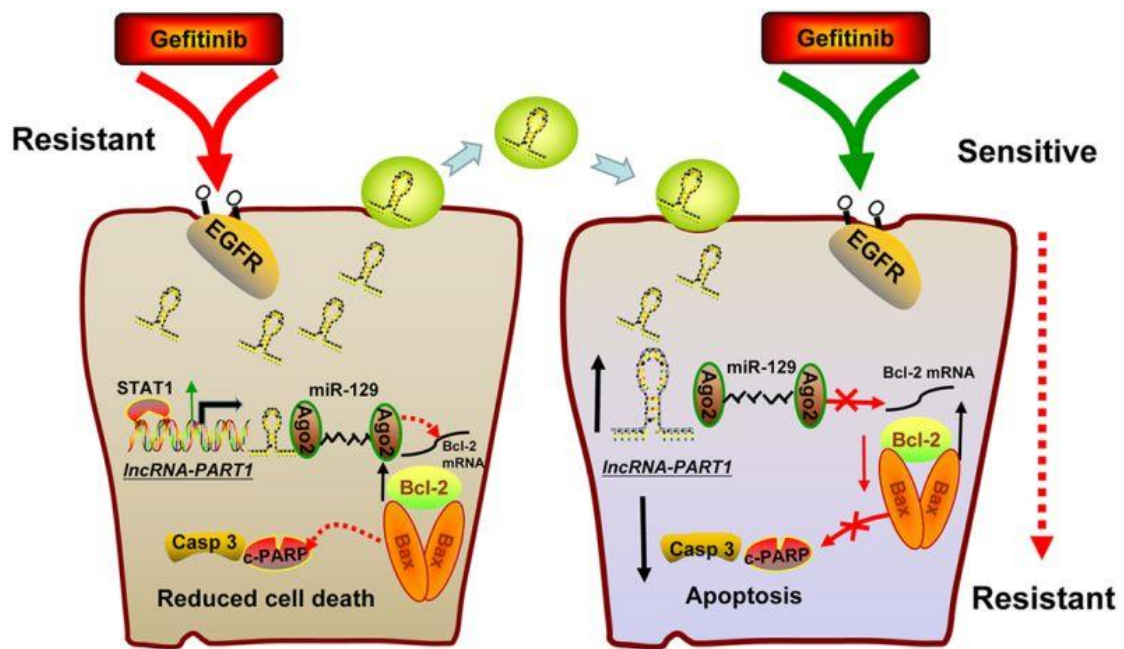 Gefitinib
Gefitinib
Resistant
Sensitive
EGFR
EGFR
STAT1
miR-129
Ago2
Ago2
Bcl-2
mRNA
lncRNA-PART1
Bcl-2
Bax
Bax
Casp 3
c-PARP
Reduced cell death
miR-129
Ago2
Ago2
Bcl-2 mRNA
lncRNA-PART1
Bcl-2
Bax
Bax
Casp 3
c-PARP
Apoptosis
Resistant